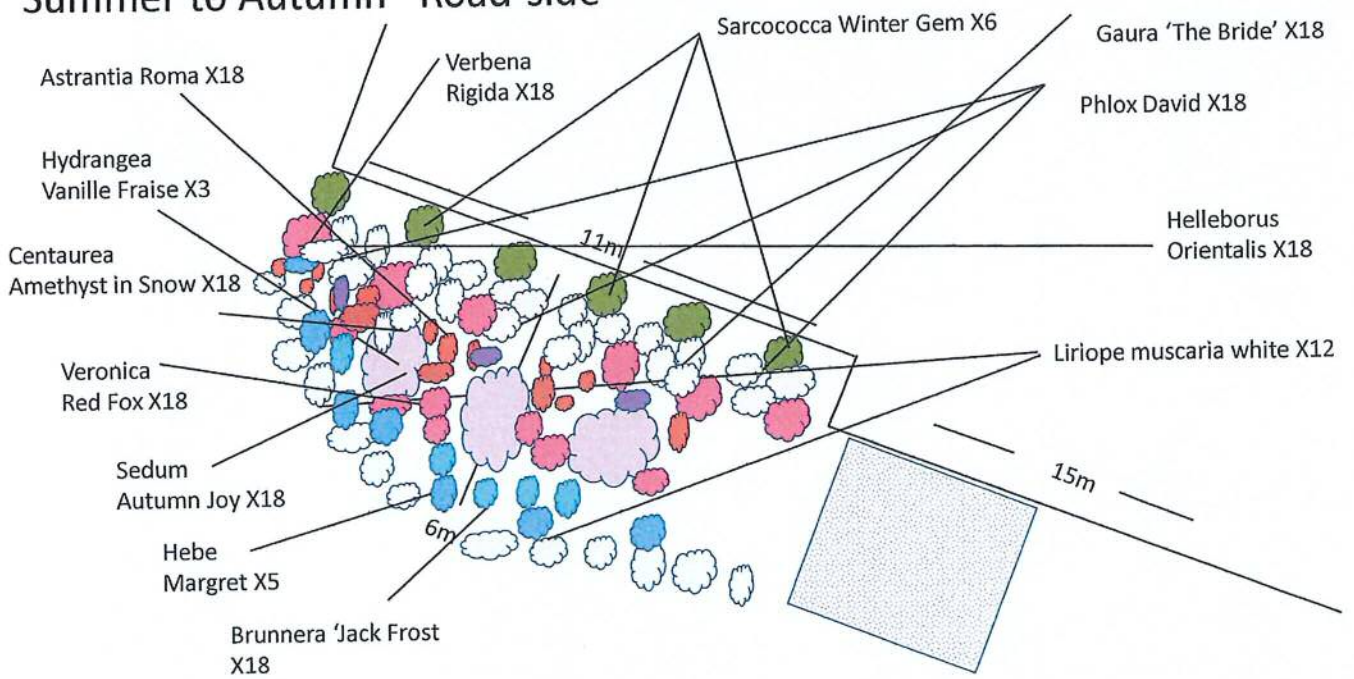 Summer to Autumn Road side
Sarcococca Winter Gem X6
Gaura ‘The Bride’ X18
Astrantia Roma X18
Verbena
Rigida X18
Phlox David X18
Hydrangea
Vanille Fraise X3
Helleborus
Orientalis X18
11m
Centaurea
Amethyst in Snow X18
Liriope muscaria white X12
Veronica
Red Fox X18
Sedum
Autumn Joy X18
15m
6m
Hebe
Margret X5
Brunnera ‘Jack Frost
X18